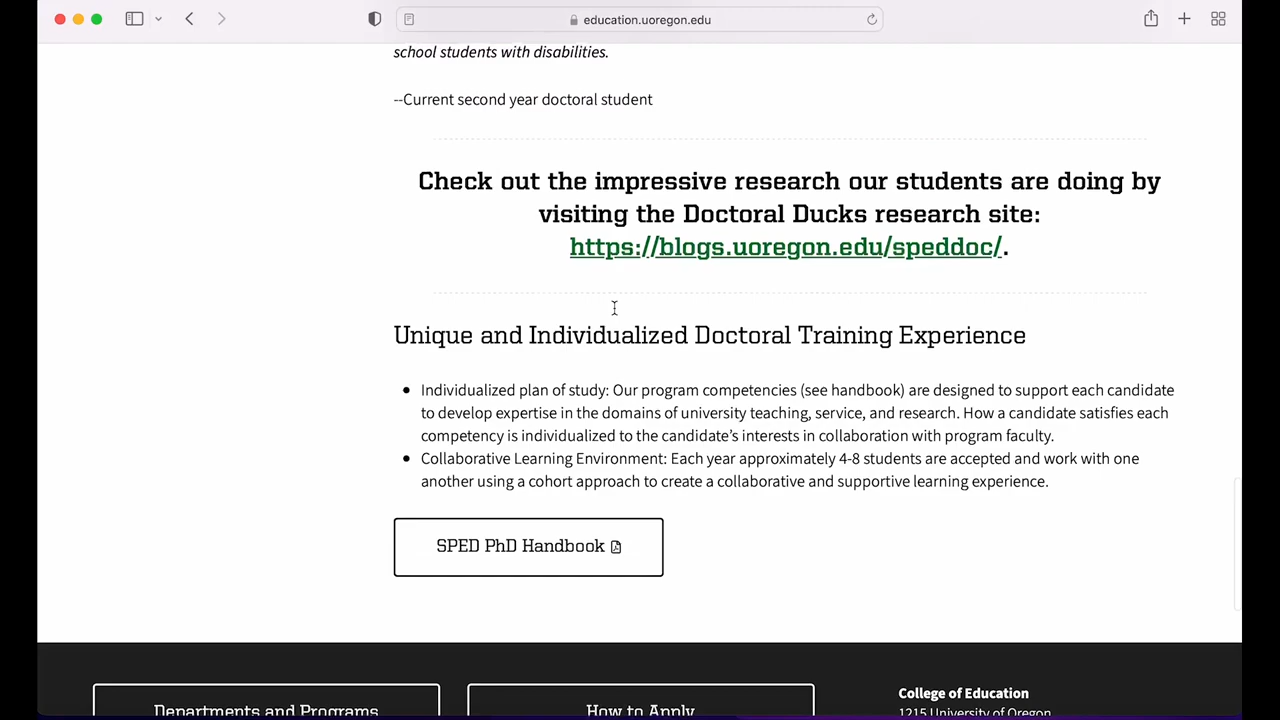 education.uoregon.edu
school students with disabilities.
--Current second year doctoral student
Check out the impressive research our students are doing by
visiting the Doctoral Ducks research site:
https://blogs.uoregon.edu/speddoc/.
Unique and Individualized Doctoral Training Experience
Individualized plan of study: Our program competencies (see handbook) are designed to support each candidate
to develop expertise in the domains of university teaching, service, and research. How a candidate satisfies each
competency is individualized to the candidate’s interests in collaboration with program faculty.
Collaborative Learning Environment: Each year approximately 4-8 students are accepted and work with one
another using a cohort approach to create a collaborative and supportive learning experience.
SPED PhD Handbook
Departments and Programs
How to Apply
College of Education
1215 University of Oregon